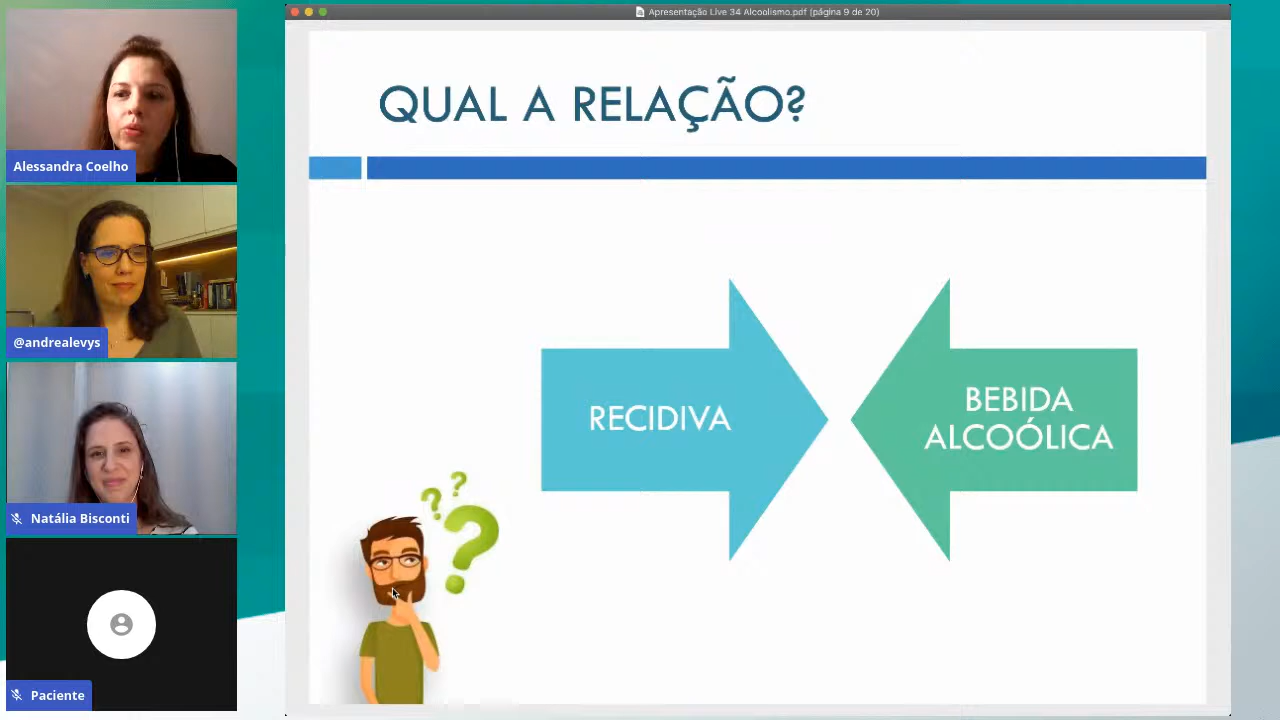 Apresentação Live 34 Alcoolismo.pdf (página 9 de 20)
QUAL A RELAÇÃO?
RECIDIVA
BEBIDA
ALCOÓLICA
? ? ?
Alessandra Coelho
@andrealevys
Natália Bisconti
Paciente